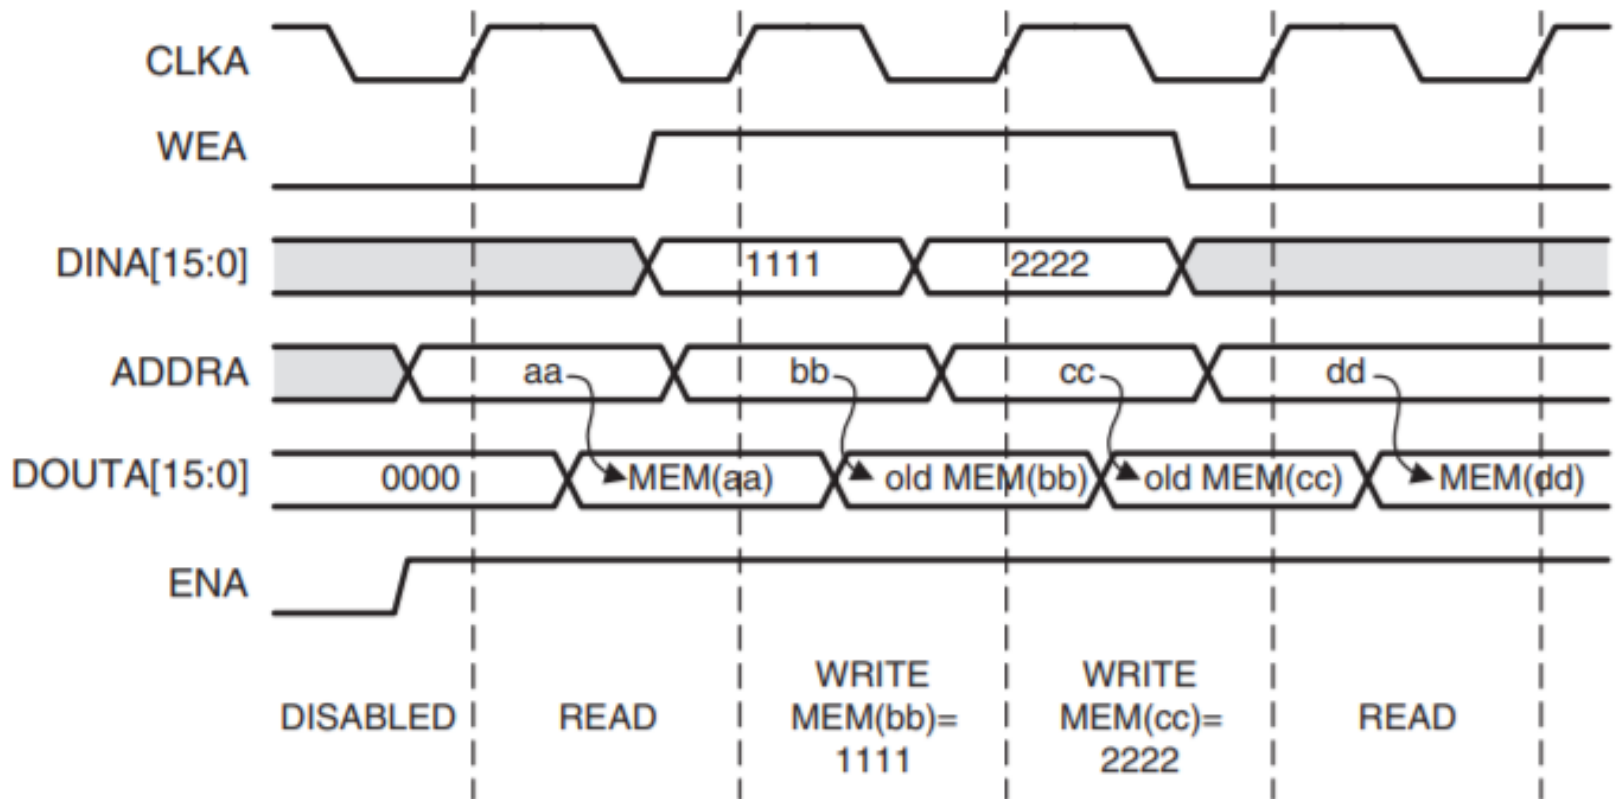 CLKA
WEA
DINA[15:0] 1111 2222
ADDRA aa bb cc dd
DOUTA[15:0] 0000 MEM(aa) old MEM(bb) old MEM(cc) MEM(dd)
ENA
DISABLED
READ
WRITE
MEM(bb)=
1111
WRITE
MEM(cc)=
2222
READ